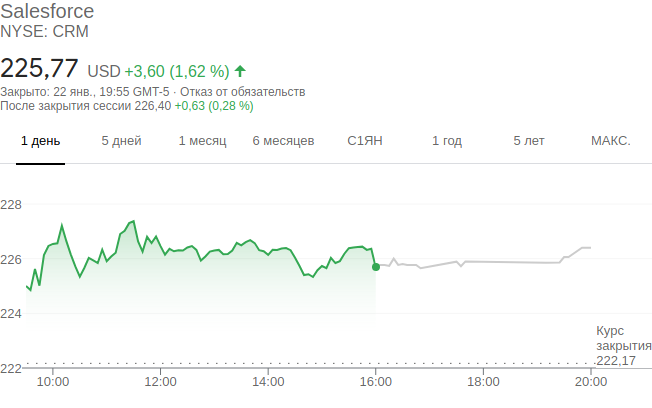 Salesforce
NYSE: CRM
225,77 USD +3,60 (1,62 %)
Закрыто: 22 янв., 19:55 GMT-5 · Отказ от обязательств
После закрытия сессии 226,40 +0,63 (0,28 %)
1 день 5 дней 1 месяц 6 месяцев С1ЯН 1 год 5 лет МАКС.
228
226
224
Курс
закрытия
222,17
222
10:00 12:00 14:00 16:00 18:00 20:00